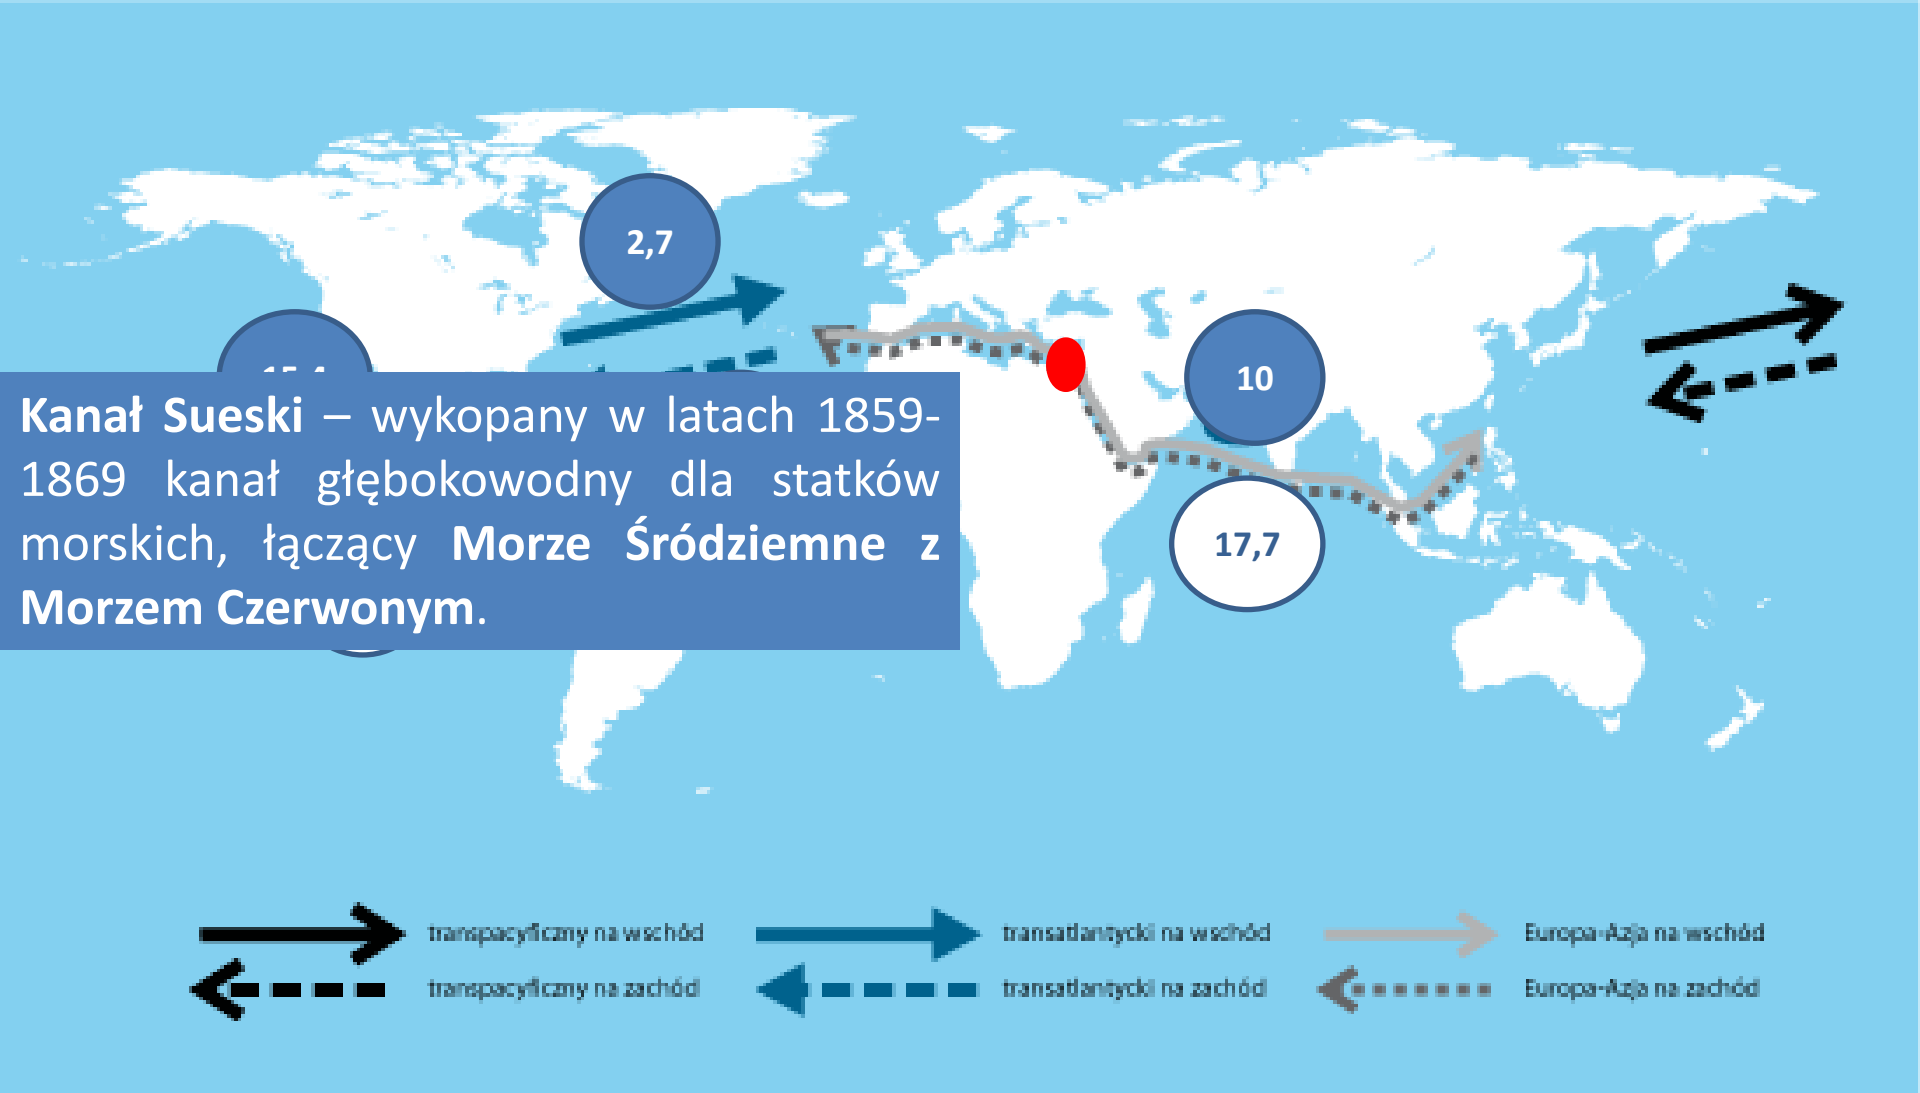 2,7
10
Kanał Sueski – wykopany w latach 1859-
1869 kanał głębokowodny dla statków
morskich, łączący Morze Śródziemne z
Morzem Czerwonym.
17,7
transpacyficzny na wschód
transatlantycki na wschód
Europa-Azja na wschód
transpacyficzny na zachód
transatlantycki na zachód
Europa-Azja na zachód